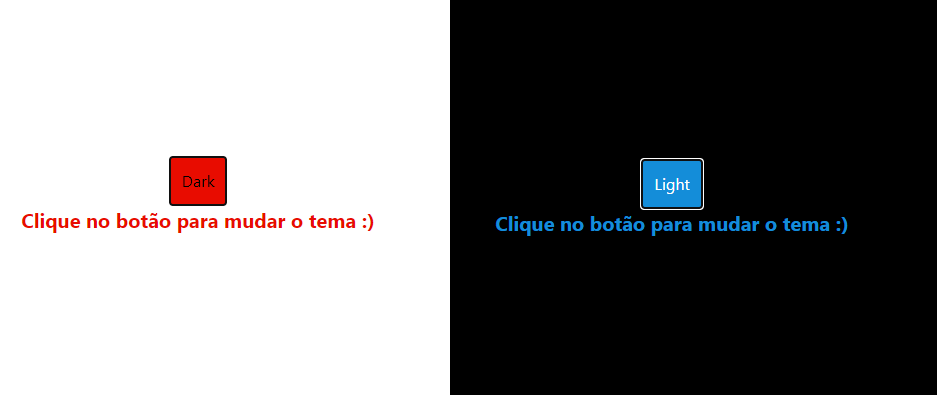 Dark
Clique no botão para mudar o tema :)
Light
Clique no botão para mudar o tema :)